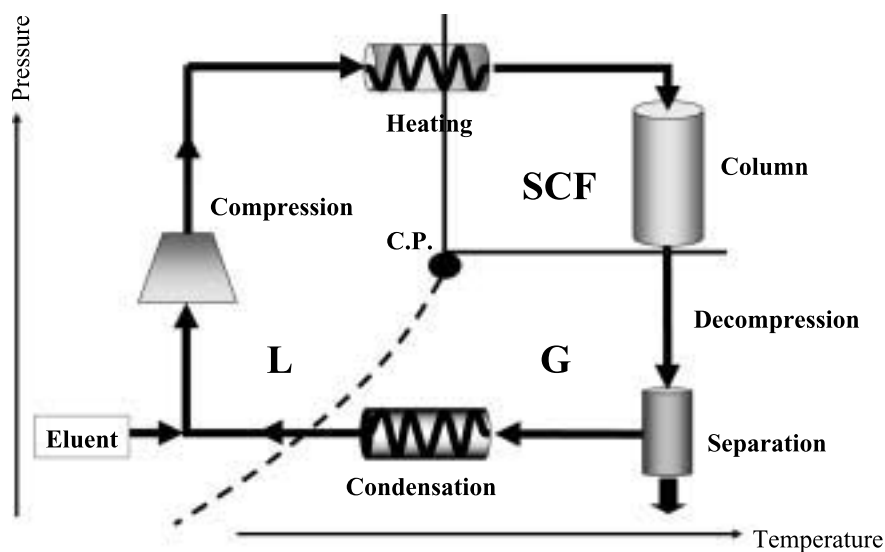 Pressure
Heating
SCF
Column
Compression
C.P.
Decompression
L
G
Eluent
Separation
Condensation
Temperature